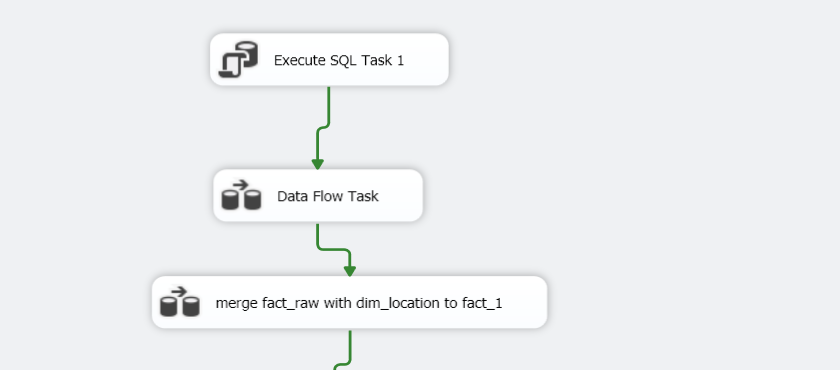 Execute SQL Task 1
Data Flow Task
merge fact_raw with dim_location to fact_1